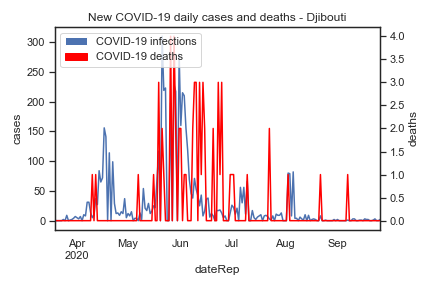 New COVID-19 daily cases and deaths - Djibouti
COVID-19 infections
COVID-19 deaths
300
250
200
150
100
50
0
cases
4.0
3.5
3.0
2.5
2.0
1.5
1.0
0.5
0.0
deaths
Apr May Jun Jul Aug Sep
2020
dateRep